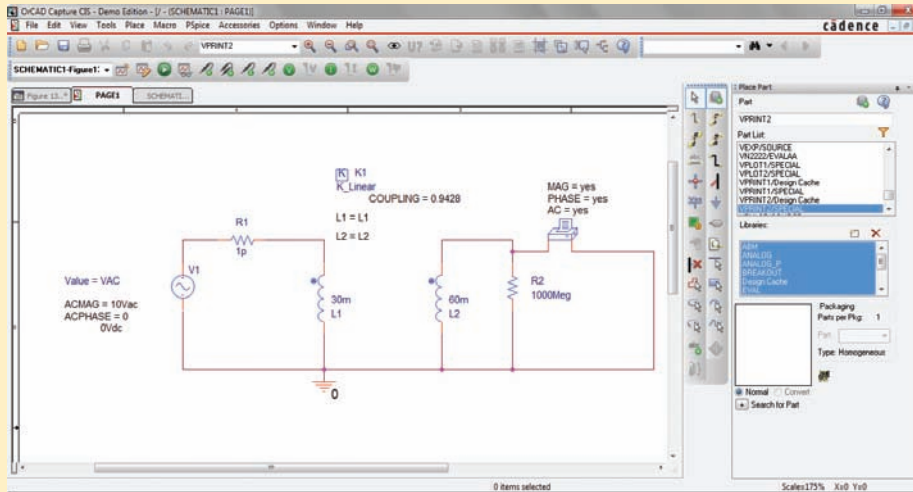 OrCAD Capture CIS - Demo Edition - [/ - (SCHEMATIC1 : PAGE1)]
File Edit View Tools Place Macro PSpice Accessories Options Window Help
cādence
VPRINT2
U?
SCHEMATIC1-Figure1:
Figure 13...*
PAGE1
SCHEMATI...
K K1
K_Linear
COUPLING = 0.9428
L1 = L1
L2 = L2
MAG = yes
PHASE = yes
AC = yes
R1
1p
V1
Value = VAC
ACMAG = 10Vac
ACPHASE = 0
0Vdc
30m
L1
60m
L2
R2
1000Meg
0
Place Part
Part
VPRINT2
Part List:
VEXP/SOURCE
VN2222/EVALAA
VPLOT1/SPECIAL
VPLOT2/SPECIAL
VPRINT1/Design Cache
VPRINT1/SPECIAL
VPRINT2/Design Cache
VPRINT2/SPECIAL
Libraries:
ABM
ANALOG
ANALOG_P
BREAKOUT
Design Cache
EVAL
Packaging
Parts per Pkg: 1
Part:
Type: Homogeneous
Normal Convert
Search for Part
0 items selected
Scale=175% X=0 Y=0